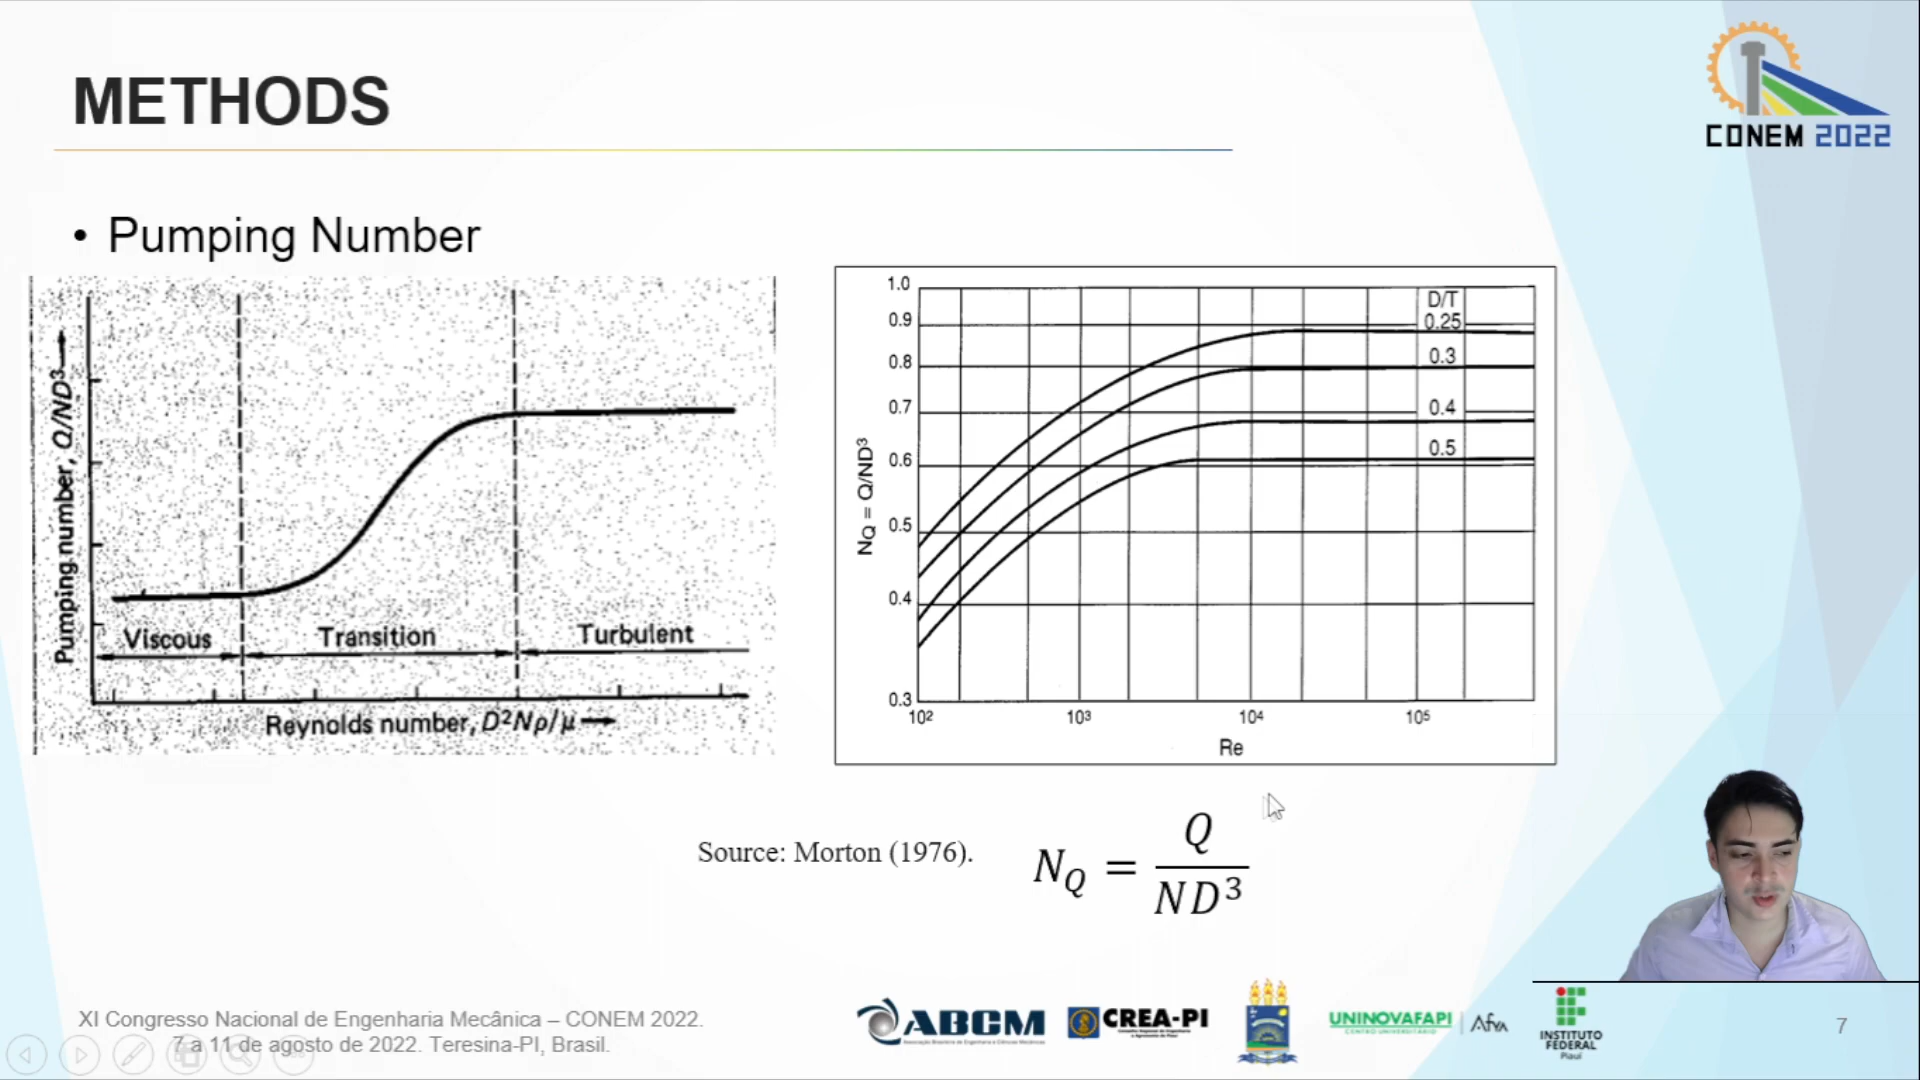 METHODS
CONEM 2022
• Pumping Number
Pumping number, Q/ND³
Viscous
Transition
Turbulent
Reynolds number, D²Nρ/μ
N_Q = Q/ND³
1.0
0.9
0.8
0.7
0.6
0.5
0.4
0.3
D/T
0.25
0.3
0.4
0.5
10² 10³ 10⁴ 10⁵
Re
Source: Morton (1976).
N_Q = Q / ND³
XI Congresso Nacional de Engenharia Mecânica – CONEM 2022.
7 a 11 de agosto de 2022. Teresina-PI, Brasil.
ABCM
CREA-PI
UNINOVAFAPI
CENTRO UNIVERSITÁRIO
Afya
INSTITUTO
FEDERAL
Piauí
7